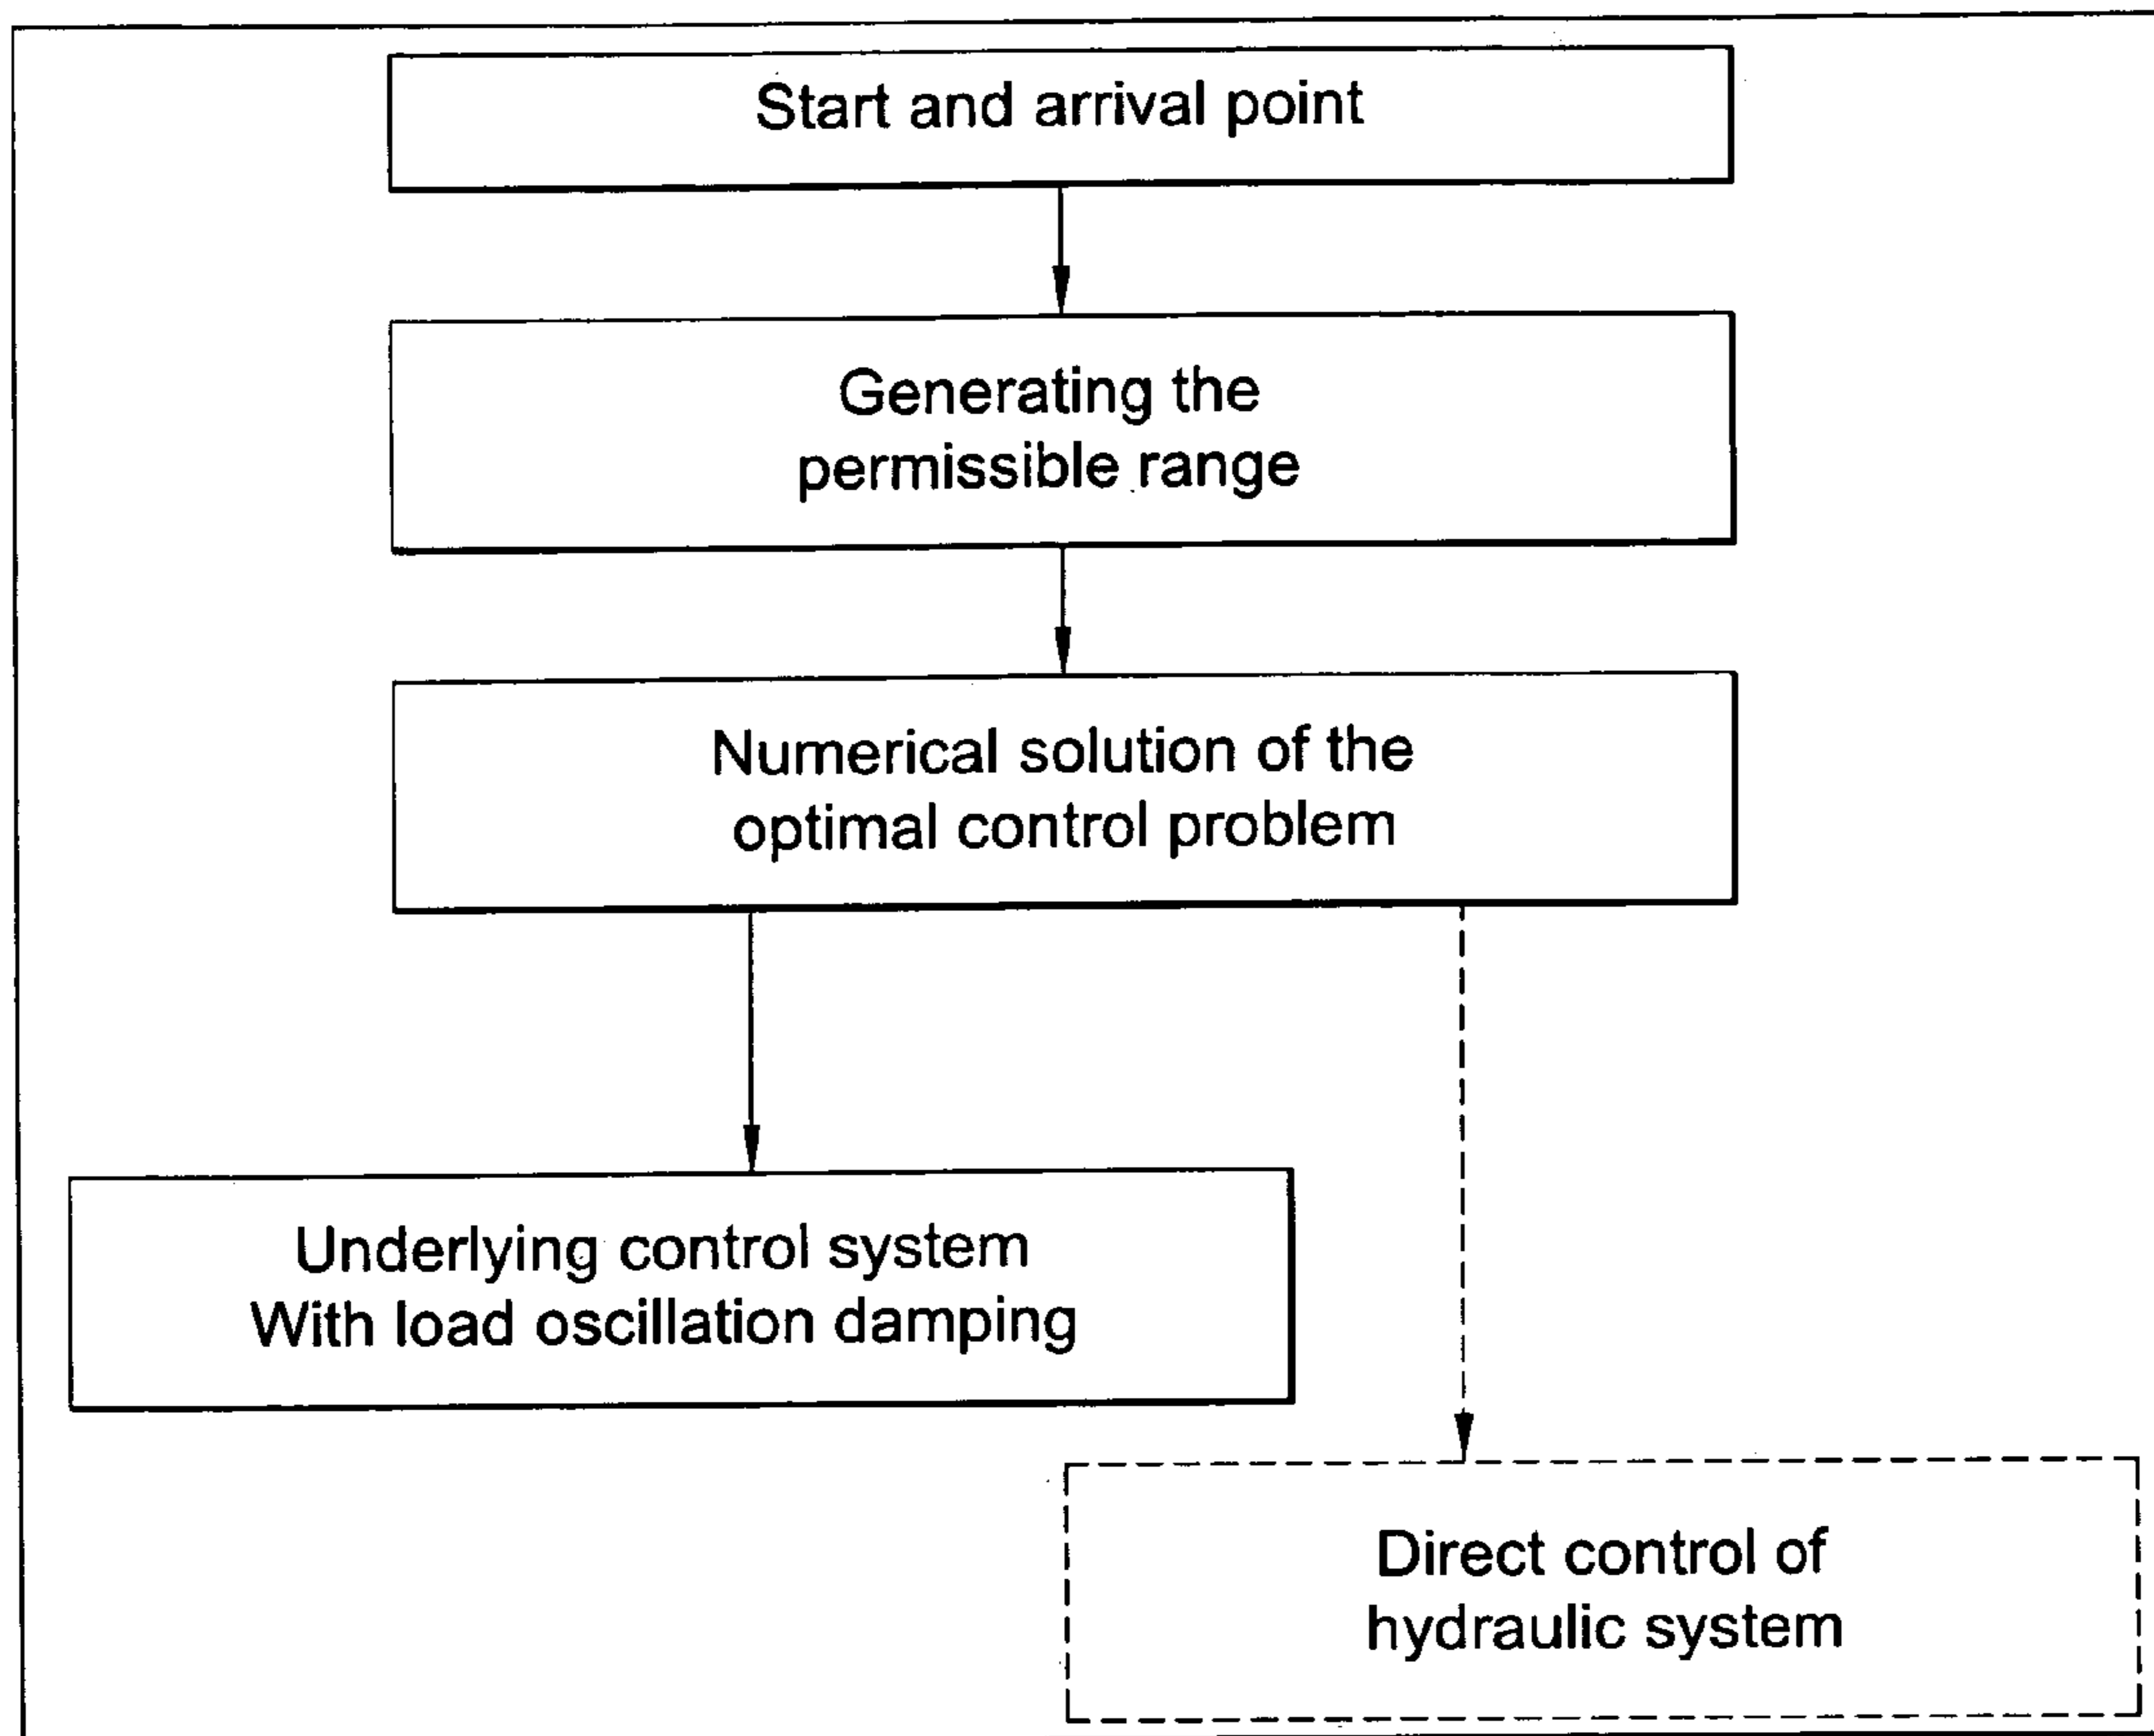 Start and arrival point
Generating the
permissible range
Numerical solution of the
optimal control problem
Underlying control system
With load oscillation damping
Direct control of
hydraulic system